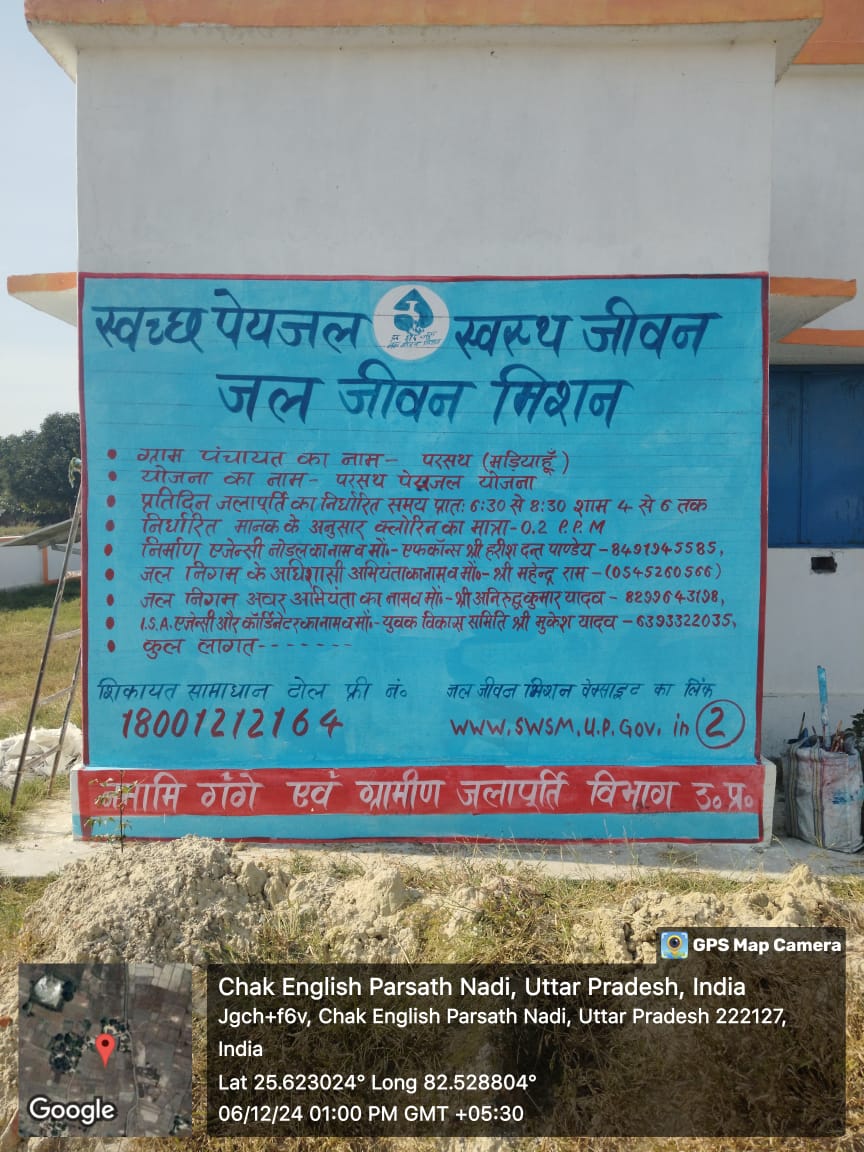 स्वच्छ पेयजल स्वस्थ जीवन
जल जीवन मिशन
• ग्राम पंचायत का नाम- परसथ (मड़ियाहूँ)
• योजना का नाम- परसथ पेयजल योजना
• प्रतिदिन जलापूर्ति का निर्धारित समय प्रातः 6:30 से 8:30 शाम 4 से 6 तक
• निर्धारित मानक के अनुसार क्लोरिन का मात्रा-0.2 P.P.M
• निर्माण एजेन्सी नोडल का नाम व मों:- एफकॉन्स श्री हरीश दत्त पाण्डेय - 8491945585,
• जल निगम के अधिशासी अभियंता का नाम व मों०- श्री महेन्द्र राम -(0545260566)
• जल निगम अवर अभियंता का नाम व मों:-श्री अनिरुद्ध कुमार यादव - 8299643198,
• I.S.A. एजेंन्सी और कॉर्डिनेटर का नाम व मों:- युवक विकास समिति श्री मुकेश यादव -6393322035,
• कुल लागत-------
शिकायत सामाधान टोल फ्री नं० जल जीवन मिशन वेक्साइट का लिंक
18001212164 www.SWSM.U.P.Gov. in 2
नमामि गंगे एवं ग्रामीण जलापूर्ति विभाग उ०प्र०
GPS Map Camera
Chak English Parsath Nadi, Uttar Pradesh, India
Jgch+f6v, Chak English Parsath Nadi, Uttar Pradesh 222127,
India
Lat 25.623024° Long 82.528804°
06/12/24 01:00 PM GMT +05:30
Google